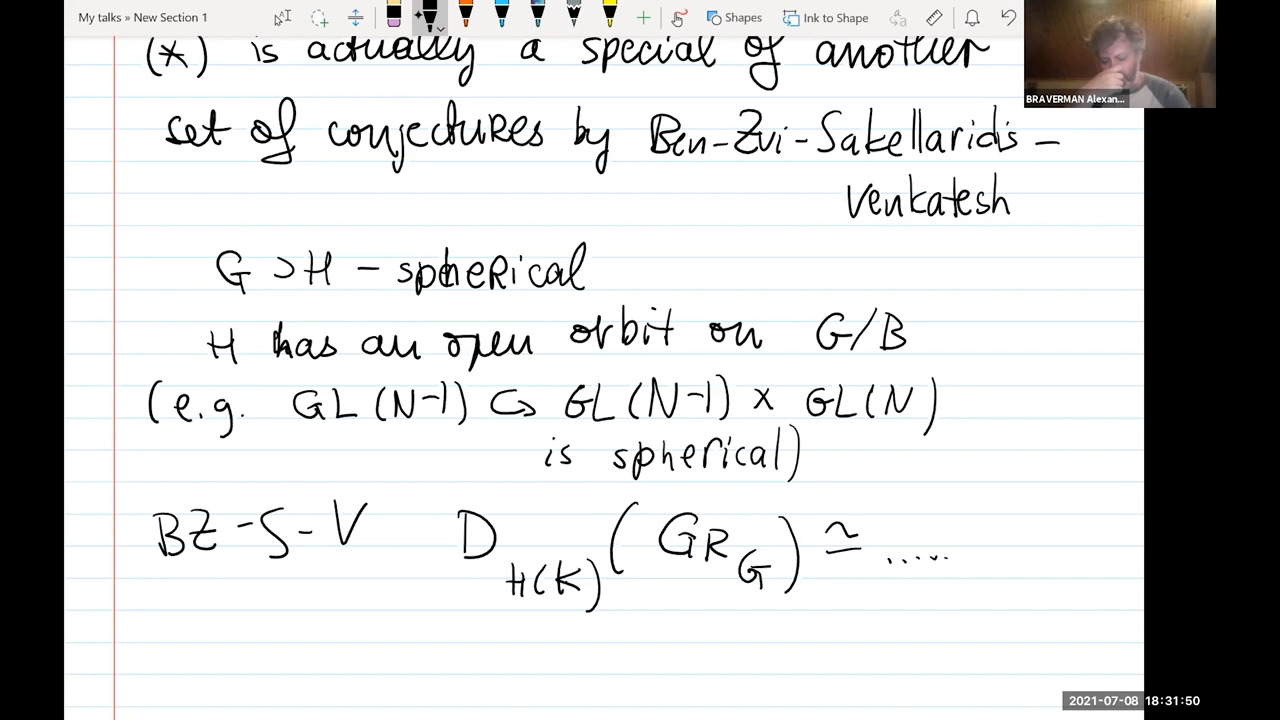 My talks » New Section 1
Shapes
Ink to Shape
(*) is actually a special of another
set of conjectures by Ben-Zvi-Sakellaridis-
Venkatesh
G ⊃ H - spherical
H has an open orbit on G/B
(e.g. GL(N-1) ↪ GL(N-1) × GL(N)
is spherical)
BZ-S-V D_{H(K)} (Gr_G) ≃ .....
BRAVERMAN Alexan...
2021-07-08 18:31:50